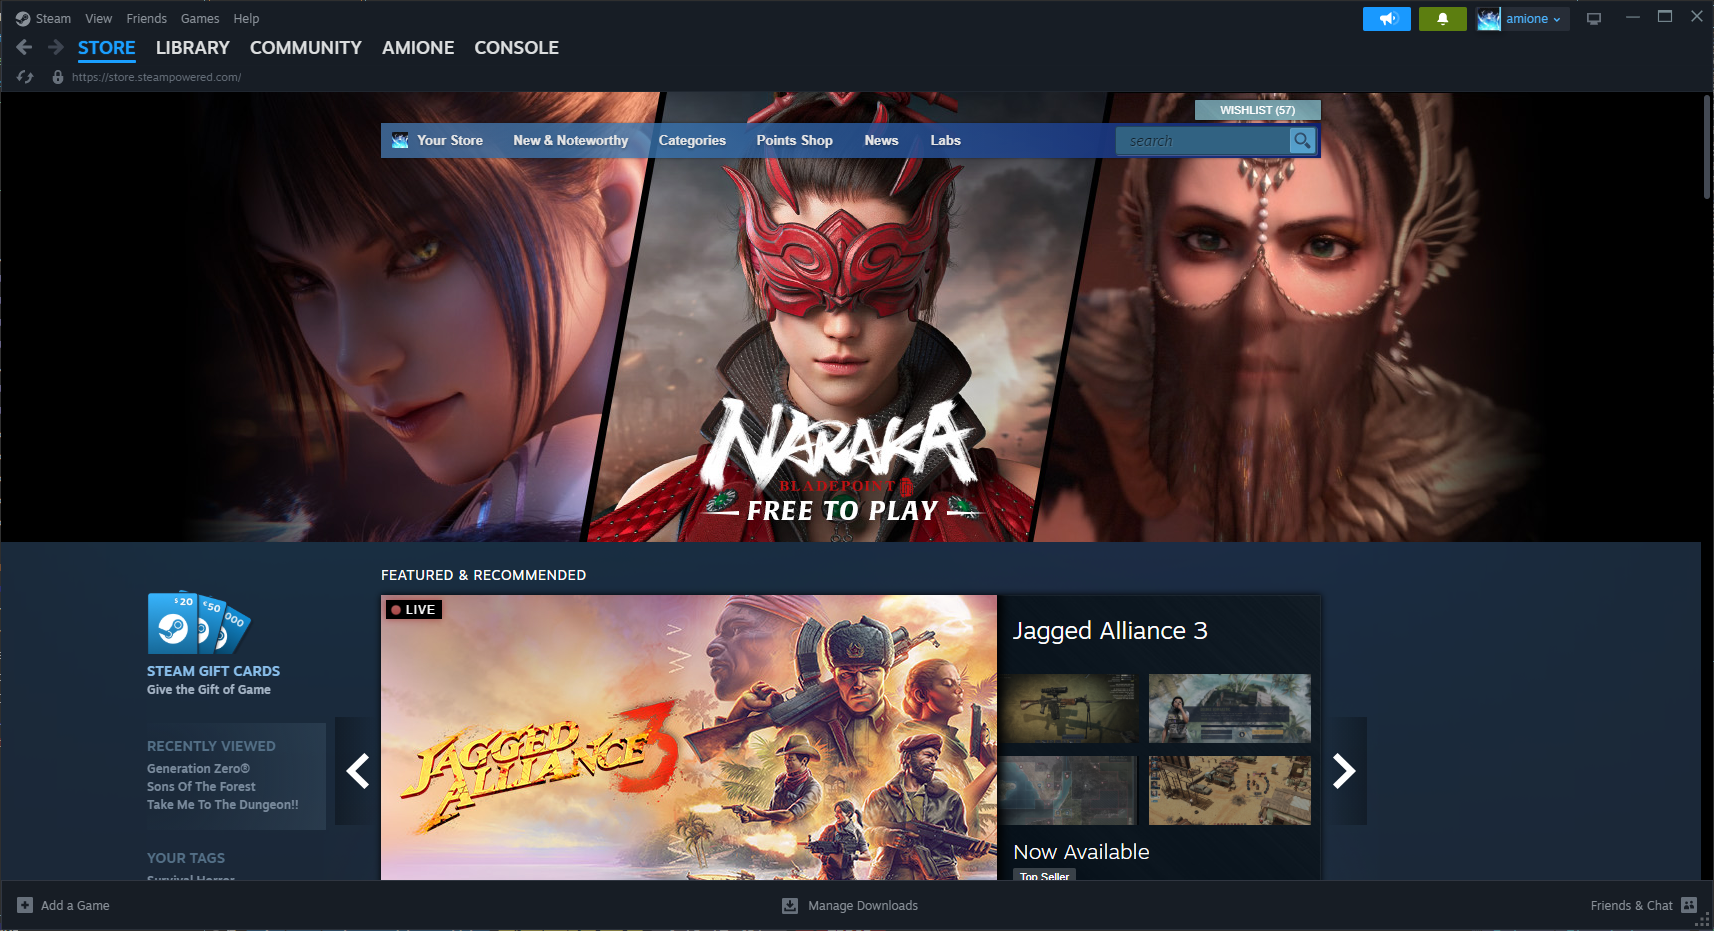 Steam View Friends Games Help
amione
STORE LIBRARY COMMUNITY AMIONE CONSOLE
https://store.steampowered.com/
WISHLIST (57)
Your Store New & Noteworthy Categories Points Shop News Labs
search
NARAKA
BLADEPOINT
FREE TO PLAY
FEATURED & RECOMMENDED
LIVE
$20 €50 000
STEAM GIFT CARDS
Give the Gift of Game
RECENTLY VIEWED
Generation Zero®
Sons Of The Forest
Take Me To The Dungeon!!
YOUR TAGS
Survival Horror
JAGGED
ALLIANCE 3
Jagged Alliance 3
Now Available
Top Seller
Add a Game
Manage Downloads
Friends & Chat